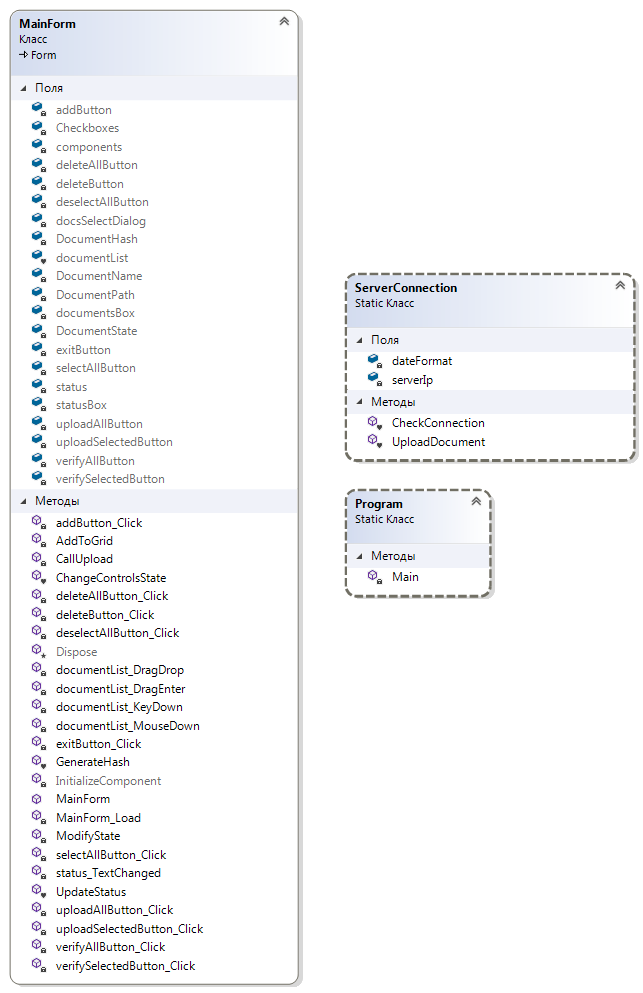 MainForm
Класс
Form
Поля
addButton
Checkboxes
components
deleteAllButton
deleteButton
deselectAllButton
docsSelectDialog
DocumentHash
documentList
DocumentName
DocumentPath
documentsBox
DocumentState
exitButton
selectAllButton
status
statusBox
uploadAllButton
uploadSelectedButton
verifyAllButton
verifySelectedButton
Методы
addButton_Click
AddToGrid
CallUpload
ChangeControlsState
deleteAllButton_Click
deleteButton_Click
deselectAllButton_Click
Dispose
documentList_DragDrop
documentList_DragEnter
documentList_KeyDown
documentList_MouseDown
exitButton_Click
GenerateHash
InitializeComponent
MainForm
MainForm_Load
ModifyState
selectAllButton_Click
status_TextChanged
UpdateStatus
uploadAllButton_Click
uploadSelectedButton_Click
verifyAllButton_Click
verifySelectedButton_Click
ServerConnection
Static Класс
Поля
dateFormat
serverIp
Методы
CheckConnection
UploadDocument
Program
Static Класс
Методы
Main